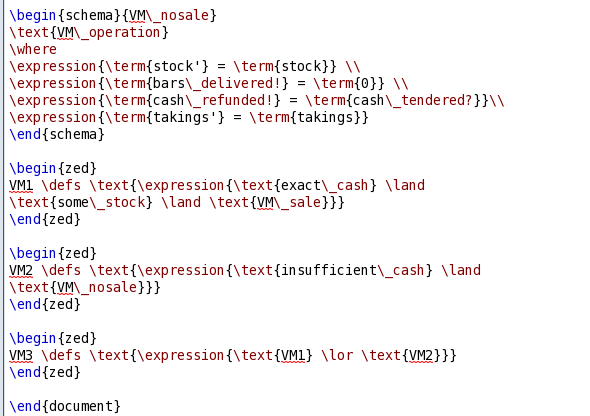 \begin{schema}{VM\_nosale}
\text{VM\_operation}
\where
\expression{\term{stock'} = \term{stock}} \\
\expression{\term{bars\_delivered!} = \term{0}} \\
\expression{\term{cash\_refunded!} = \term{cash\_tendered?}}\\
\expression{\term{takings'} = \term{takings}}
\end{schema}
\begin{zed}
VM1 \defs \text{\expression{\text{exact\_cash} \land
\text{some\_stock} \land \text{VM\_sale}}}
\end{zed}
\begin{zed}
VM2 \defs \text{\expression{\text{insufficient\_cash} \land
\text{VM\_nosale}}}
\end{zed}
\begin{zed}
VM3 \defs \text{\expression{\text{VM1} \lor \text{VM2}}}
\end{zed}
\end{document}